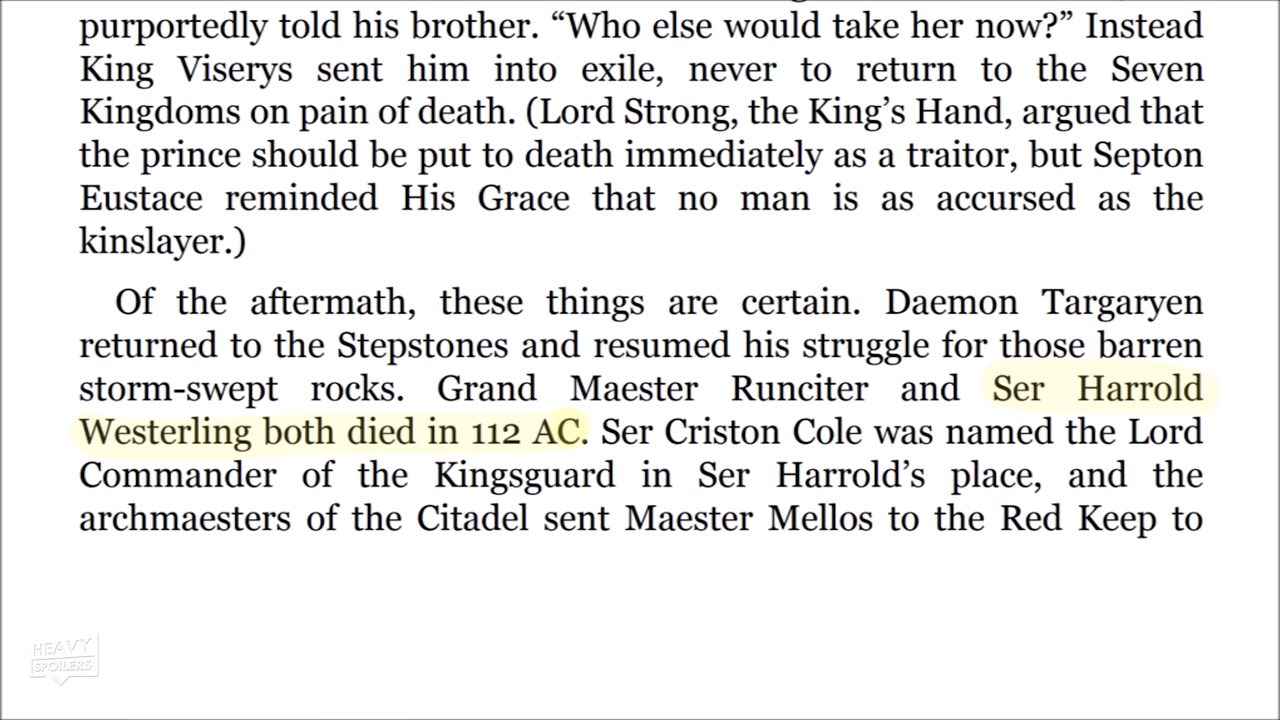 purportedly told his brother. “Who else would take her now?” Instead
King Viserys sent him into exile, never to return to the Seven
Kingdoms on pain of death. (Lord Strong, the King’s Hand, argued that
the prince should be put to death immediately as a traitor, but Septon
Eustace reminded His Grace that no man is as accursed as the
kinslayer.)
Of the aftermath, these things are certain. Daemon Targaryen
returned to the Stepstones and resumed his struggle for those barren
storm-swept rocks. Grand Maester Runciter and Ser Harrold
Westerling both died in 112 AC. Ser Criston Cole was named the Lord
Commander of the Kingsguard in Ser Harrold’s place, and the
archmaesters of the Citadel sent Maester Mellos to the Red Keep to
HEAVY
SPOILERS